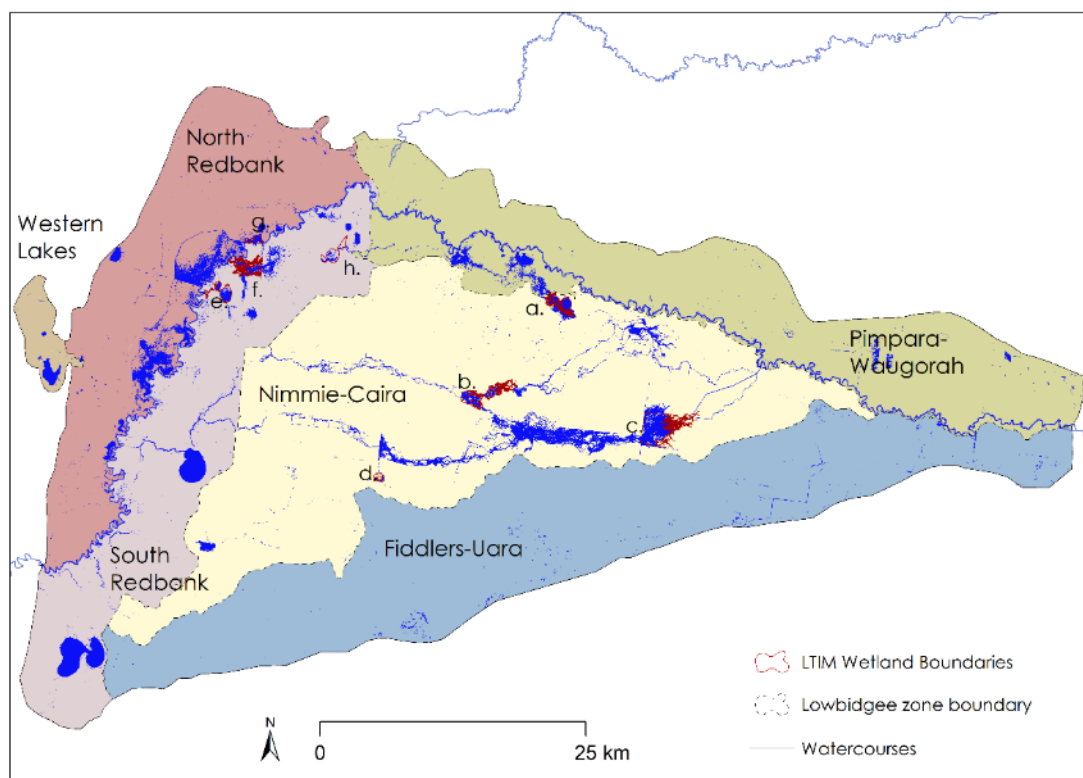 North
Redbank
Western
Lakes
g.
h.
f.
e.
a.
Pimpara-
Waugorah
b.
Nimmie-Caira
c.
d
Fiddlers-Uara
South
Redbank
LTIM Wetland Boundaries
Lowbidgee zone boundary
Watercourses
N
0
25 km